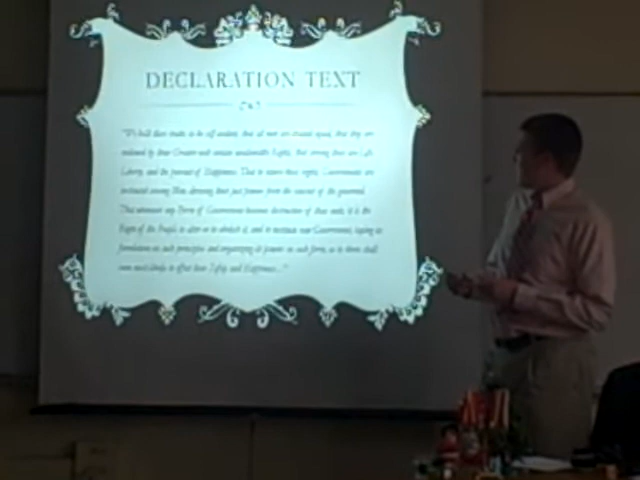 DECLARATION TEXT
"We hold these truths to be self evident, that all men are created equal, that they are
endowed by their Creator with certain unalienable Rights, that among these are Life,
Liberty, and the pursuit of Happiness. That to secure these rights, Governments are
instituted among Men, deriving their just powers from the consent of the governed.
That whenever any Form of Government becomes destructive of these ends, it is the
Right of the People to alter or to abolish it, and to institute new Government, laying its
foundation on such principles and organizing its powers in such form, as to them shall
seem most likely to effect their Safety and Happiness..."